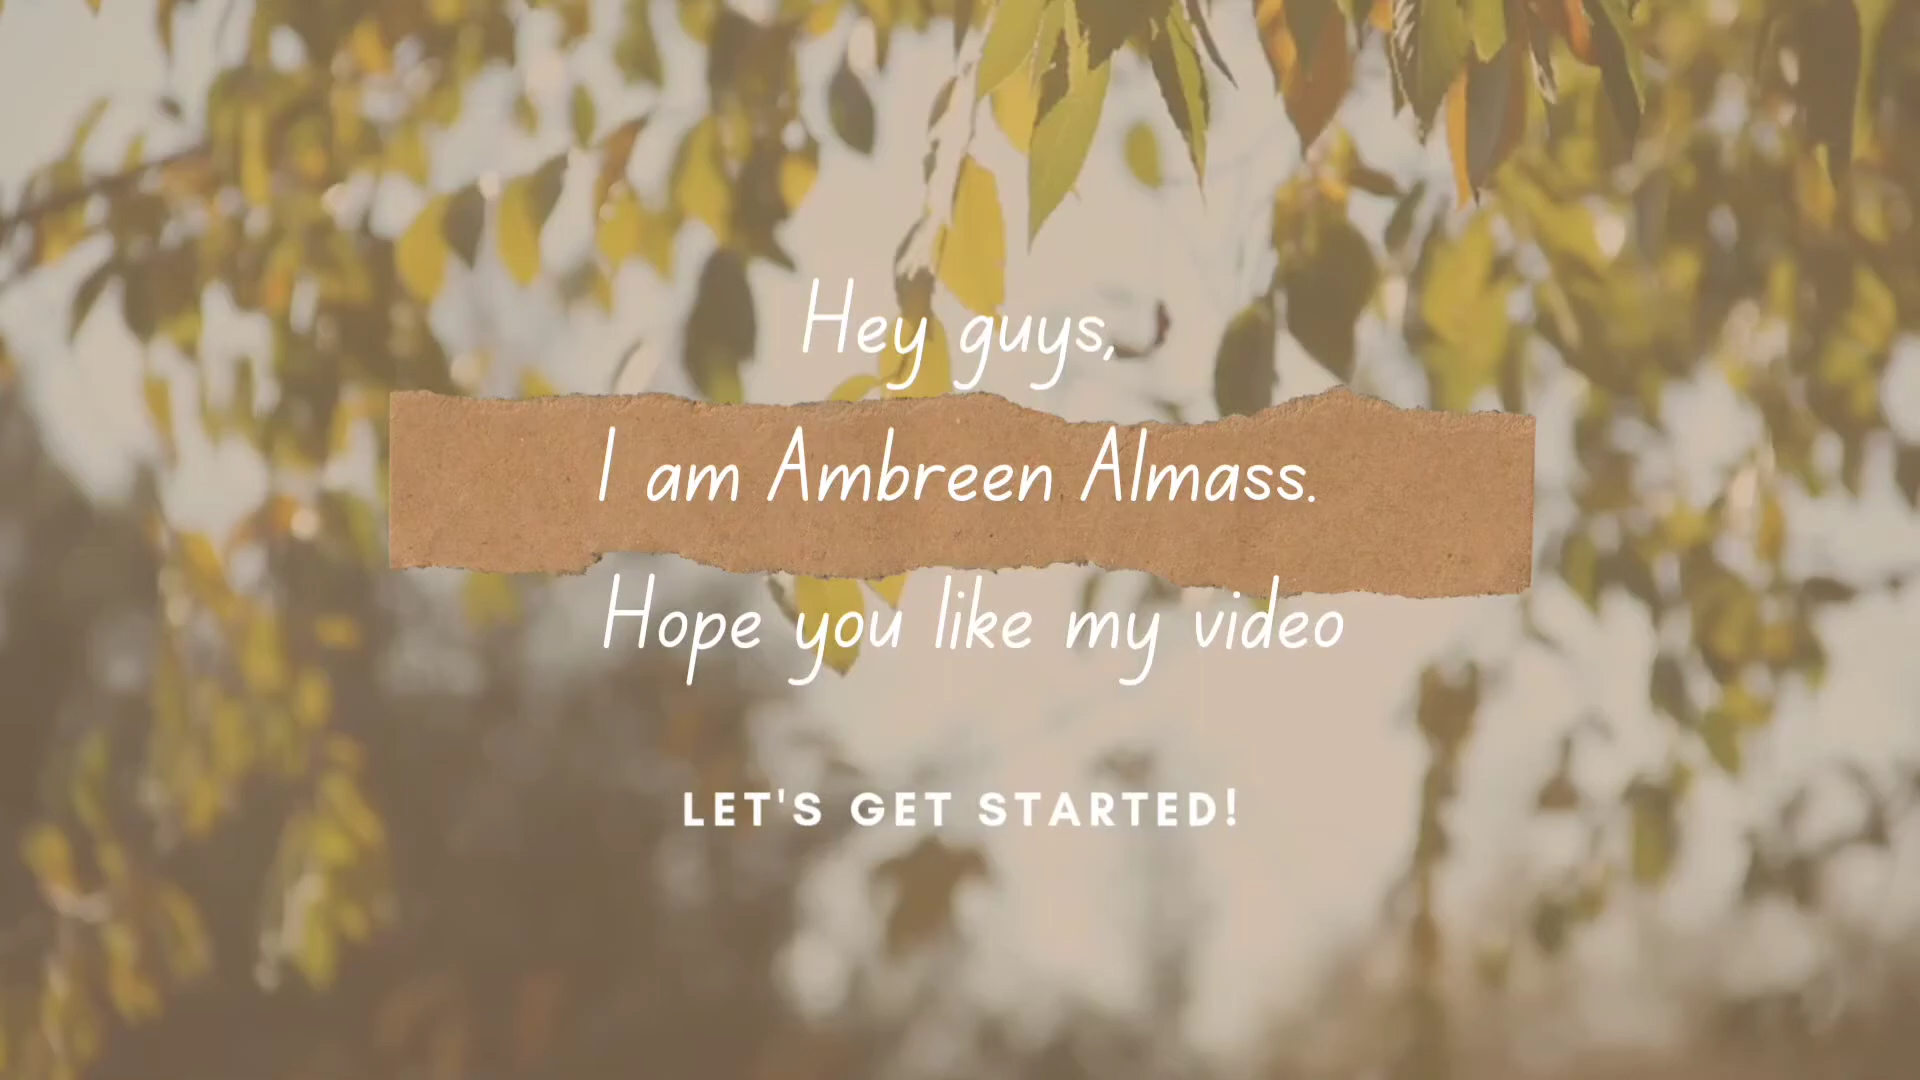 Hey guys,
I am Ambreen Almass.
Hope you like my video
LET'S GET STARTED!